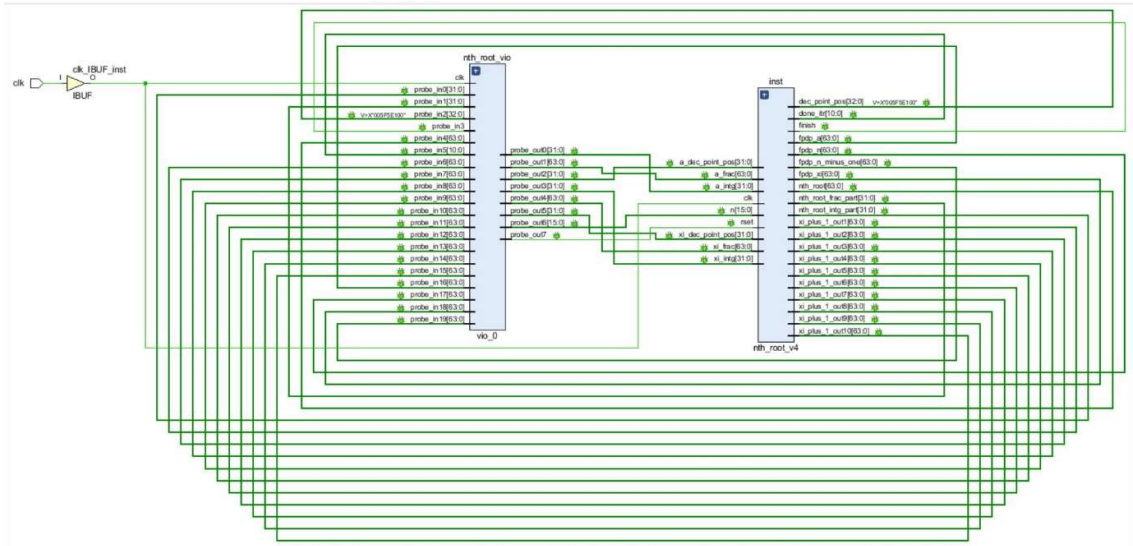 clk
clk_IBUF_inst
I
O
IBUF
nth_root_vio
clk
probe_in0[31:0]
probe_in1[31:0]
V=X"005F5E100" probe_in2[32:0]
probe_in3
probe_in4[63:0]
probe_in5[10:0]
probe_in6[63:0]
probe_in7[63:0]
probe_in8[63:0]
probe_in9[63:0]
probe_in10[63:0]
probe_in11[63:0]
probe_in12[63:0]
probe_in13[63:0]
probe_in14[63:0]
probe_in15[63:0]
probe_in16[63:0]
probe_in17[63:0]
probe_in18[63:0]
probe_in19[63:0]
probe_out0[31:0]
probe_out1[63:0]
probe_out2[31:0]
probe_out3[31:0]
probe_out4[63:0]
probe_out5[31:0]
probe_out6[15:0]
probe_out7
vio_0
inst
a_dec_point_pos[31:0]
a_frac[63:0]
a_intg[31:0]
clk
n[15:0]
rset
xi_dec_point_pos[31:0]
xi_frac[63:0]
xi_intg[31:0]
dec_point_pos[32:0] V=X"005F5E100"
done_itr[10:0]
finish
fpdp_a[63:0]
fpdp_n[63:0]
fpdp_n_minus_one[63:0]
fpdp_xi[63:0]
nth_root[63:0]
nth_root_frac_part[31:0]
nth_root_intg_part[31:0]
xi_plus_1_out1[63:0]
xi_plus_1_out2[63:0]
xi_plus_1_out3[63:0]
xi_plus_1_out4[63:0]
xi_plus_1_out5[63:0]
xi_plus_1_out6[63:0]
xi_plus_1_out7[63:0]
xi_plus_1_out8[63:0]
xi_plus_1_out9[63:0]
xi_plus_1_out10[63:0]
nth_root_v4